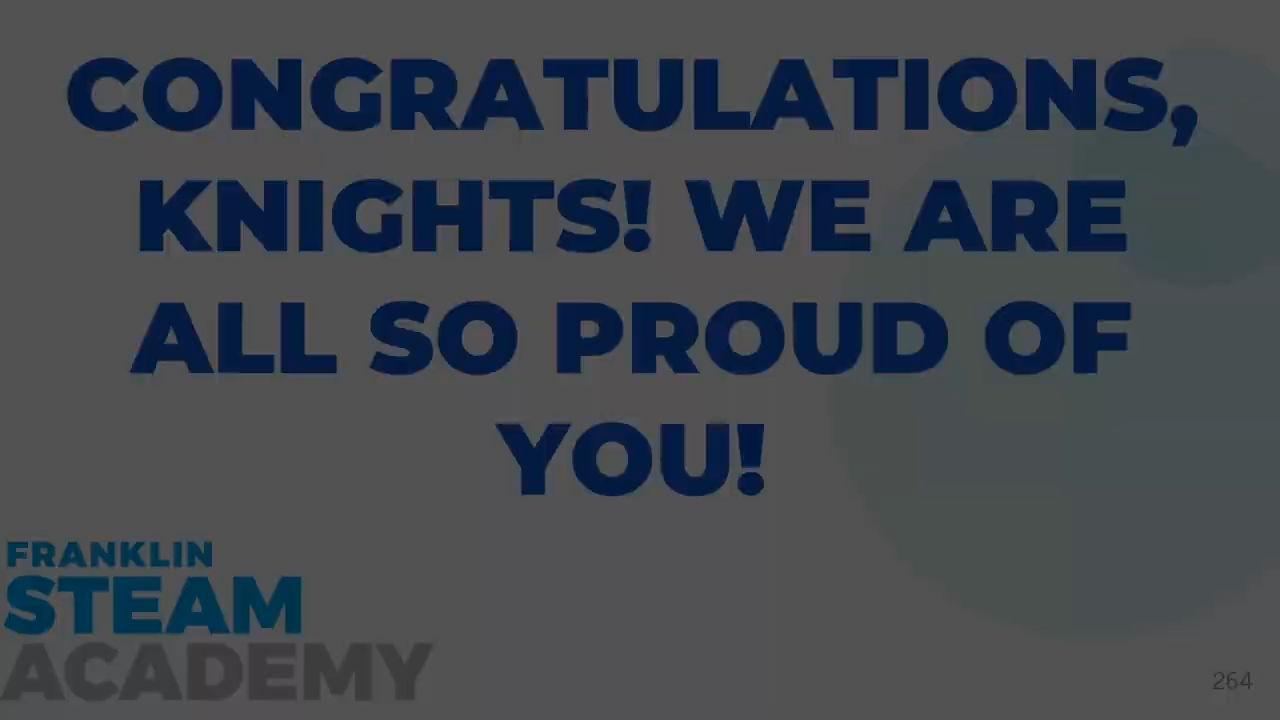 CONGRATULATIONS,
KNIGHTS! WE ARE
ALL SO PROUD OF
YOU!
FRANKLIN
STEAM
ACADEMY
264